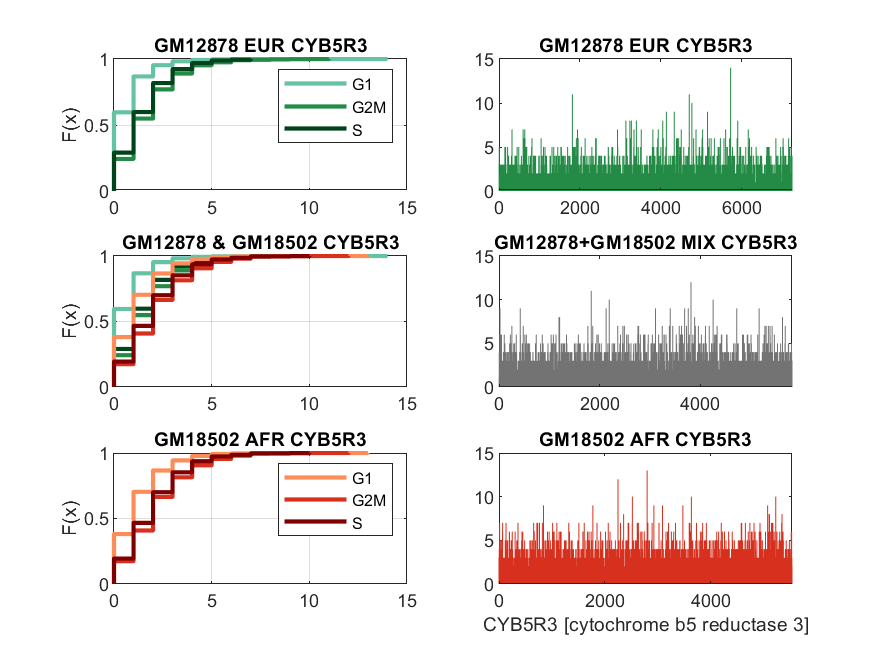 GM12878 EUR CYB5R3
F(x)
1
0.5
0
0
5
10
15
G1
G2M
S
GM12878 EUR CYB5R3
15
10
5
0
0
2000
4000
6000
GM12878 & GM18502 CYB5R3
F(x)
1
0.5
0
0
5
10
15
GM12878+GM18502 MIX CYB5R3
15
10
5
0
0
2000
4000
GM18502 AFR CYB5R3
F(x)
1
0.5
0
0
5
10
15
G1
G2M
S
GM18502 AFR CYB5R3
15
10
5
0
0
2000
4000
CYB5R3 [cytochrome b5 reductase 3]